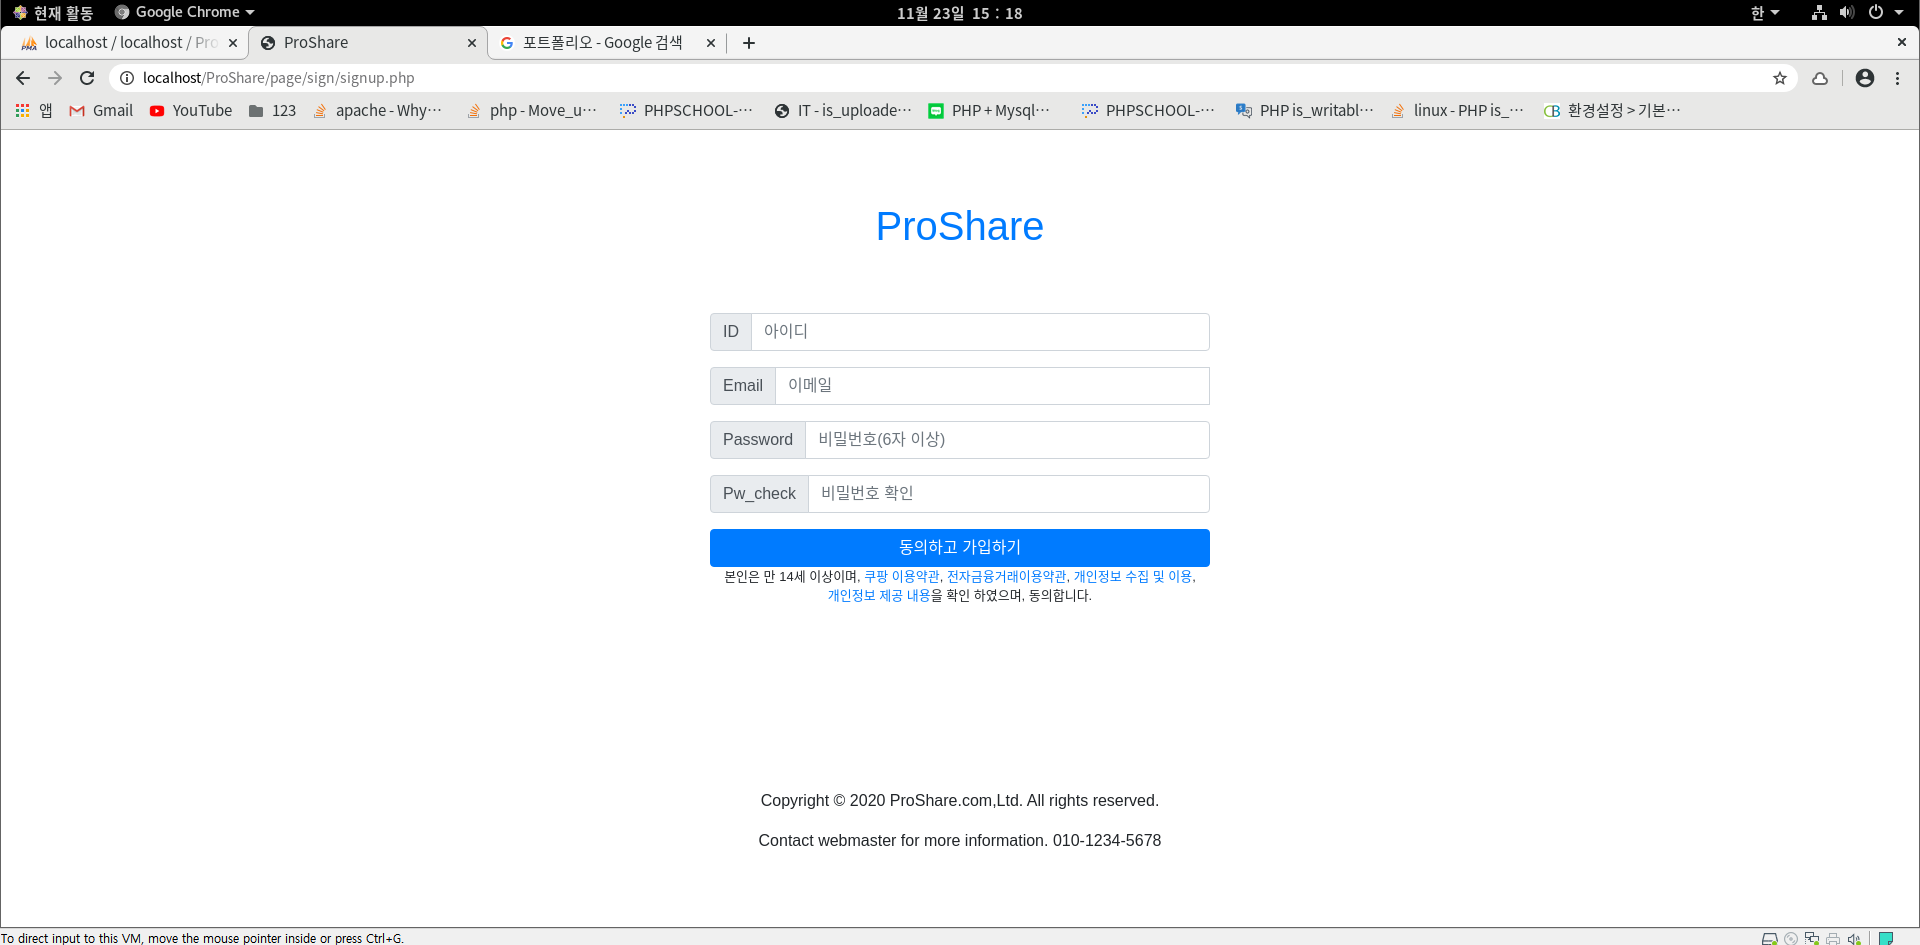 현재 활동 Google Chrome 11월 23일 15 : 18 한
localhost / localhost / Pro ProShare 포트폴리오 - Google 검색
localhost/ProShare/page/sign/signup.php
앱 Gmail YouTube 123 apache - Why⋯ php - Move_u⋯ PHPSCHOOL-⋯ IT - is_uploade⋯ PHP + Mysql⋯ PHPSCHOOL-⋯ PHP is_writabl⋯ linux - PHP is_⋯ 환경설정 > 기본⋯
ProShare
ID 아이디
Email 이메일
Password 비밀번호(6자 이상)
Pw_check 비밀번호 확인
동의하고 가입하기
본인은 만 14세 이상이며, 쿠팡 이용약관, 전자금융거래이용약관, 개인정보 수집 및 이용,
개인정보 제공 내용을 확인 하였으며, 동의합니다.
Copyright © 2020 ProShare.com,Ltd. All rights reserved.
Contact webmaster for more information. 010-1234-5678
To direct input to this VM, move the mouse pointer inside or press Ctrl+G.